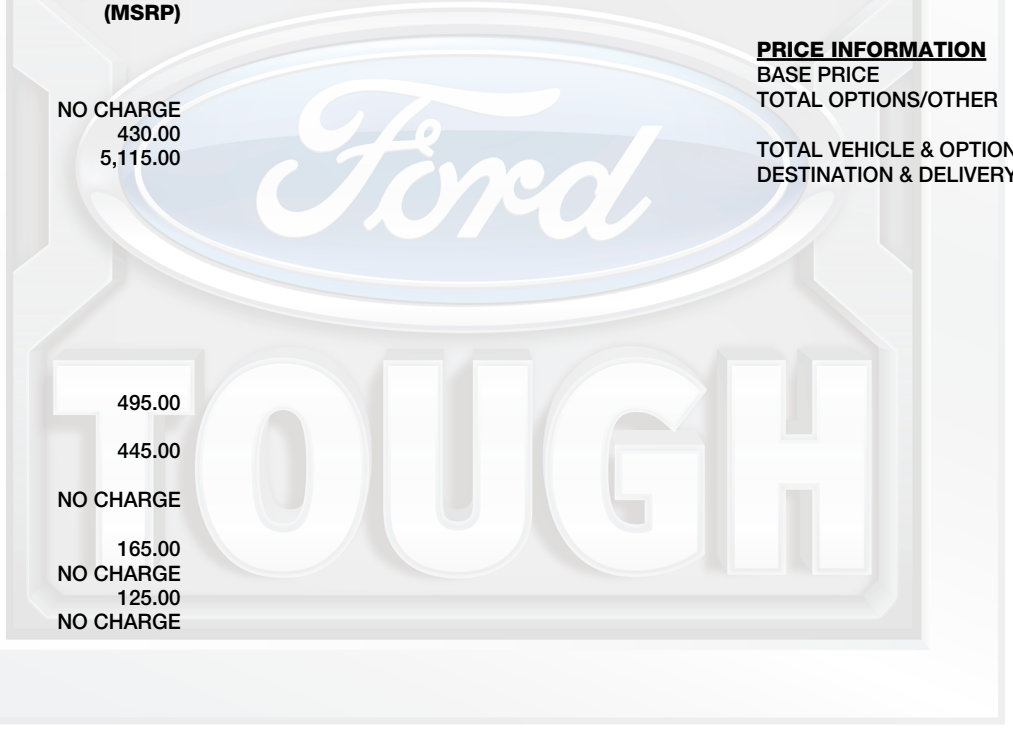 (MSRP)
NO CHARGE
430.00
5,115.00
495.00
445.00
NO CHARGE
165.00
NO CHARGE
125.00
NO CHARGE
PRICE INFORMATION
BASE PRICE
TOTAL OPTIONS/OTHER
TOTAL VEHICLE & OPTION
DESTINATION & DELIVERY
Ford
TOUGH